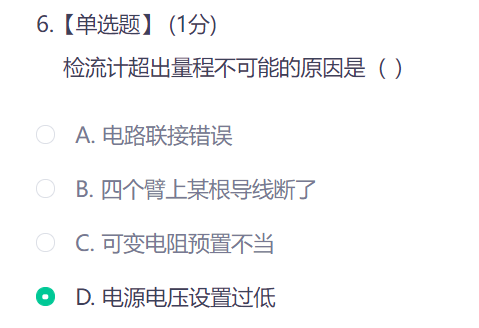 6.【单选题】 (1分)
检流计超出量程不可能的原因是（ ）
A. 电路联接错误
B. 四个臂上某根导线断了
C. 可变电阻预置不当
D. 电源电压设置过低